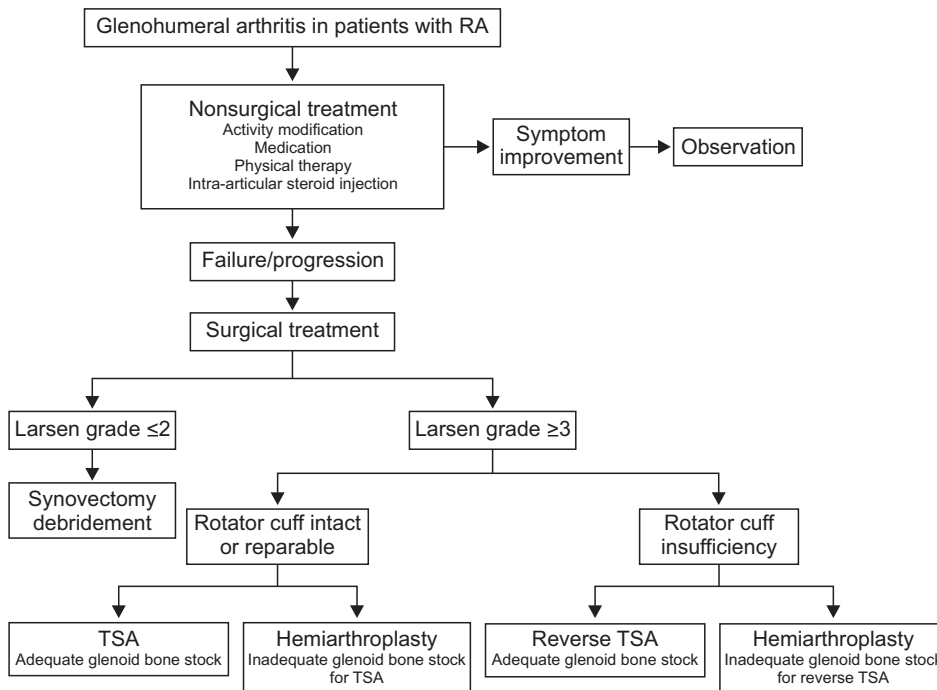 Glenohumeral arthritis in patients with RA
Nonsurgical treatment
Activity modification
Medication
Physical therapy
Intra-articular steroid injection
Symptom
improvement
Observation
Failure/progression
Surgical treatment
Larsen grade ≤2
Larsen grade ≥3
Synovectomy
debridement
Rotator cuff intact
or reparable
Rotator cuff
insufficiency
TSA
Adequate glenoid bone stock
Hemiarthroplasty
Inadequate glenoid bone stock
for TSA
Reverse TSA
Adequate glenoid bone stock
Hemiarthroplasty
Inadequate glenoid bone stock
for reverse TSA